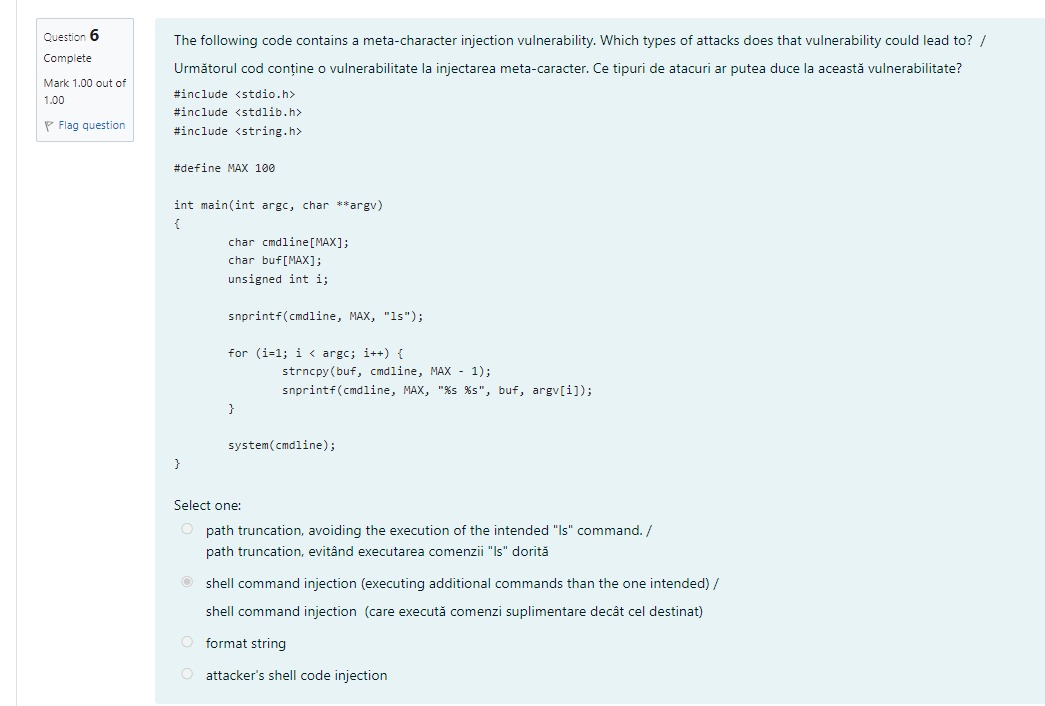 Question 6
Complete
Mark 1.00 out of
1.00
Flag question
The following code contains a meta-character injection vulnerability. Which types of attacks does that vulnerability could lead to? /
Următorul cod conține o vulnerabilitate la injectarea meta-caracter. Ce tipuri de atacuri ar putea duce la această vulnerabilitate?
#include <stdio.h>
#include <stdlib.h>
#include <string.h>
#define MAX 100
int main(int argc, char **argv)
{
char cmdline[MAX];
char buf[MAX];
unsigned int i;
snprintf(cmdline, MAX, "ls");
for (i=1; i < argc; i++) {
strncpy(buf, cmdline, MAX - 1);
snprintf(cmdline, MAX, "%s %s", buf, argv[i]);
}
system(cmdline);
}
Select one:
path truncation, avoiding the execution of the intended "ls" command. /
path truncation, evitând executarea comenzii "ls" dorită
shell command injection (executing additional commands than the one intended) /
shell command injection (care execută comenzi suplimentare decât cel destinat)
format string
attacker's shell code injection